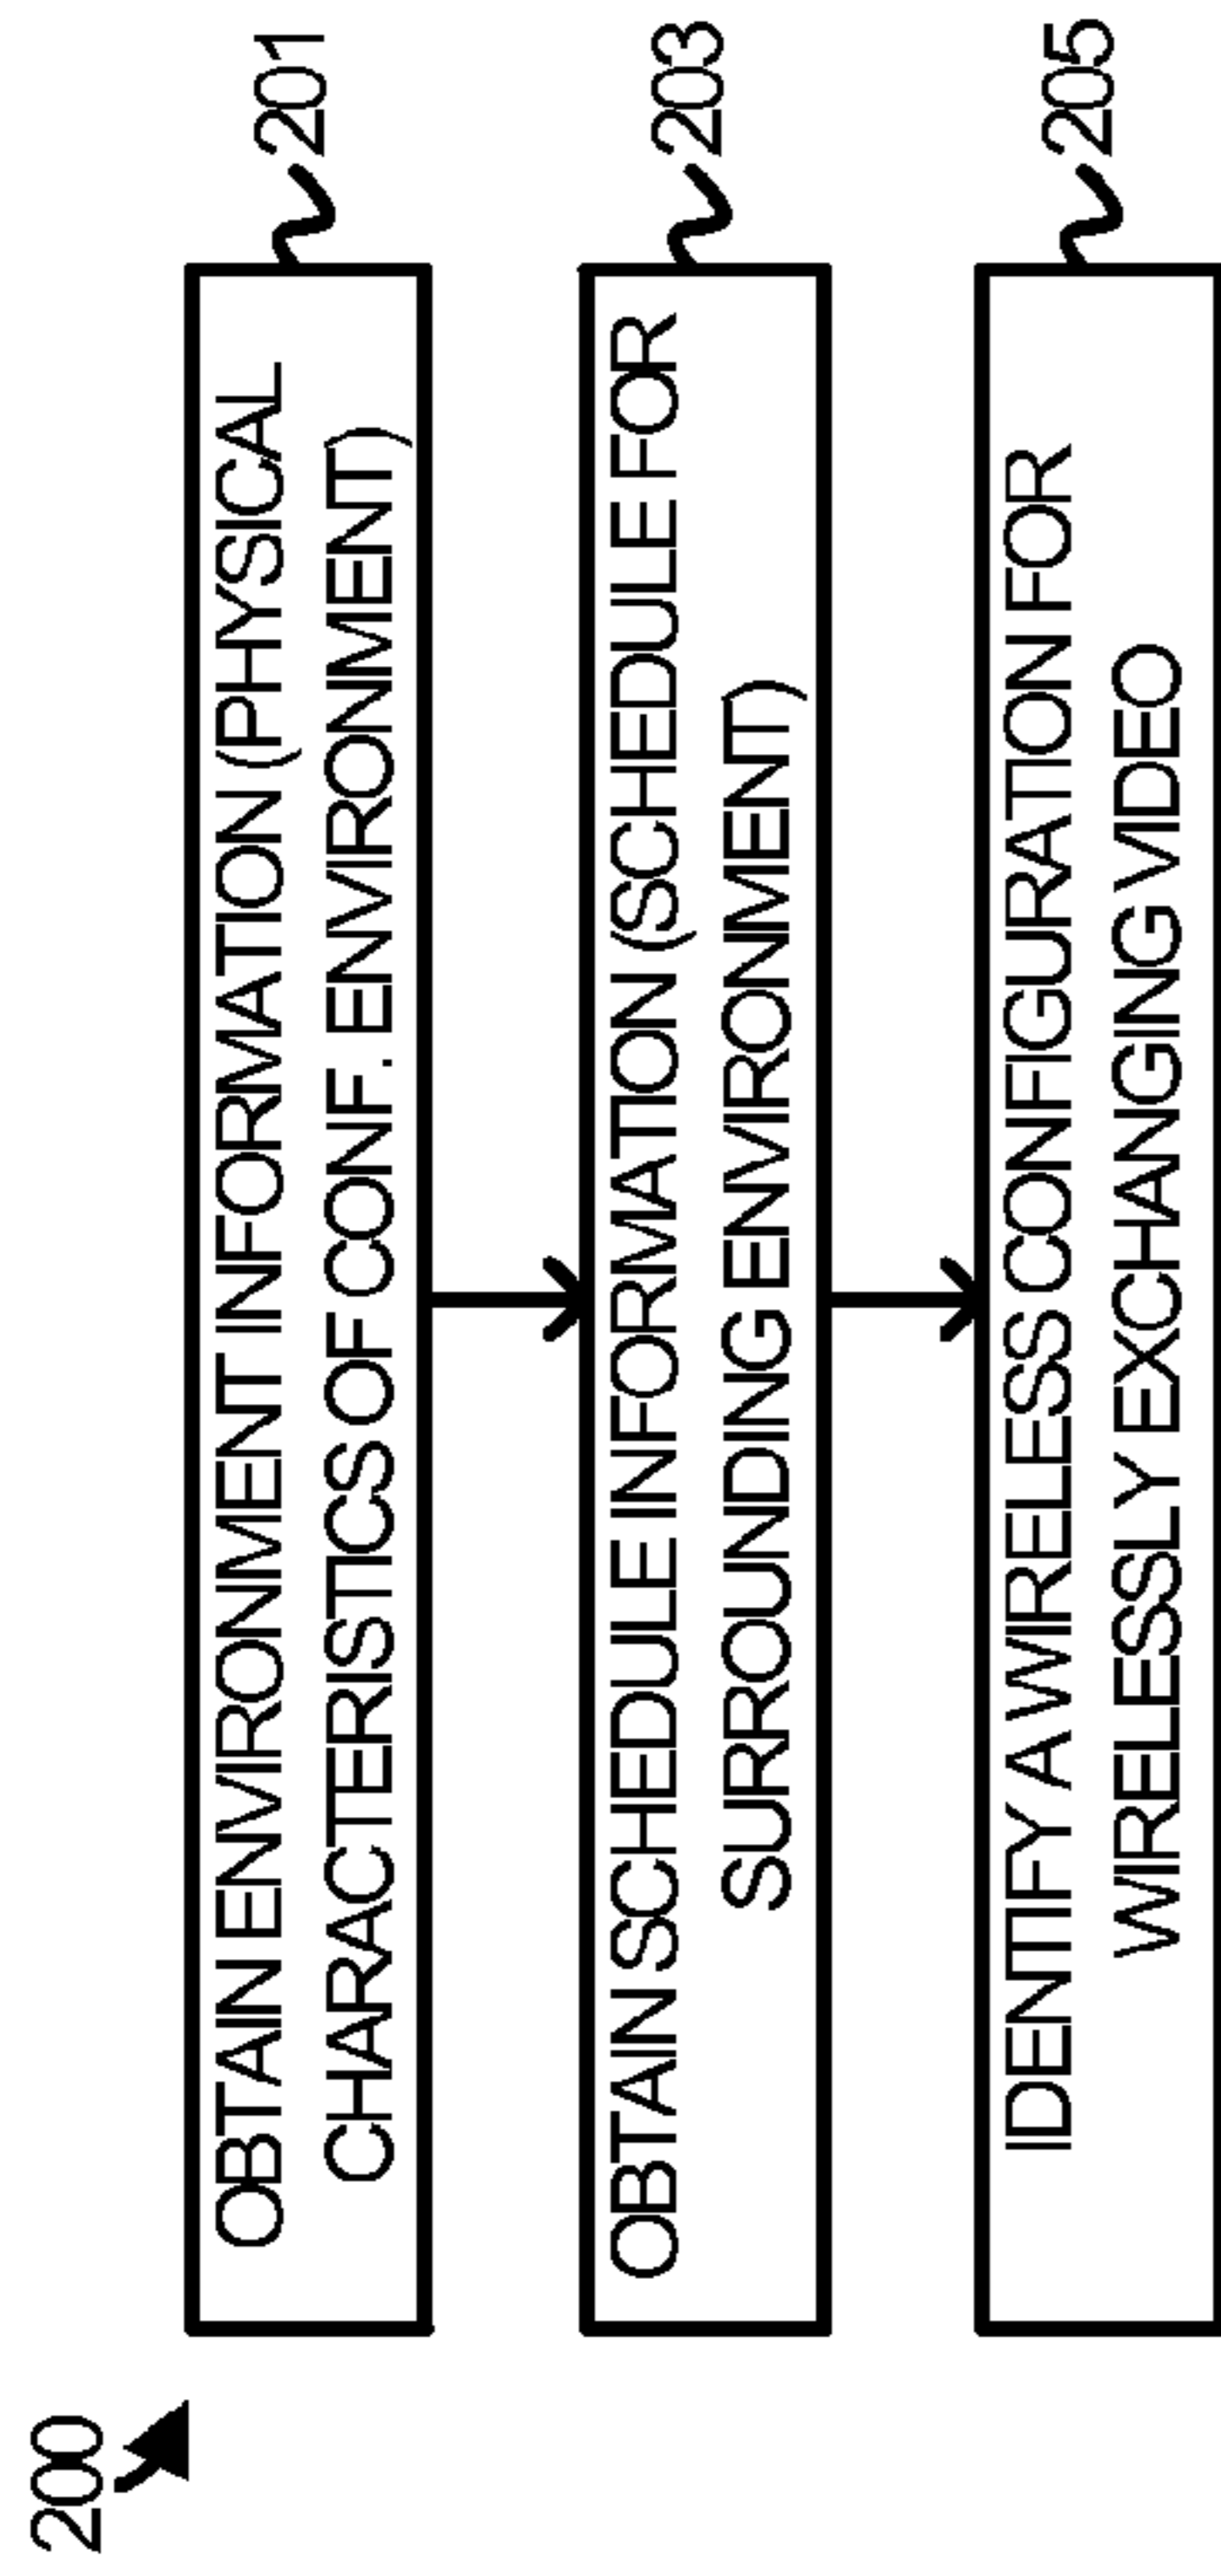 200
OBTAIN ENVIRONMENT INFORMATION (PHYSICAL
CHARACTERISTICS OF CONF. ENVIRONMENT)
201
OBTAIN SCHEDULE INFORMATION (SCHEDULE FOR
SURROUNDING ENVIRONMENT)
203
IDENTIFY A WIRELESS CONFIGURATION FOR
WIRELESSLY EXCHANGING VIDEO
205